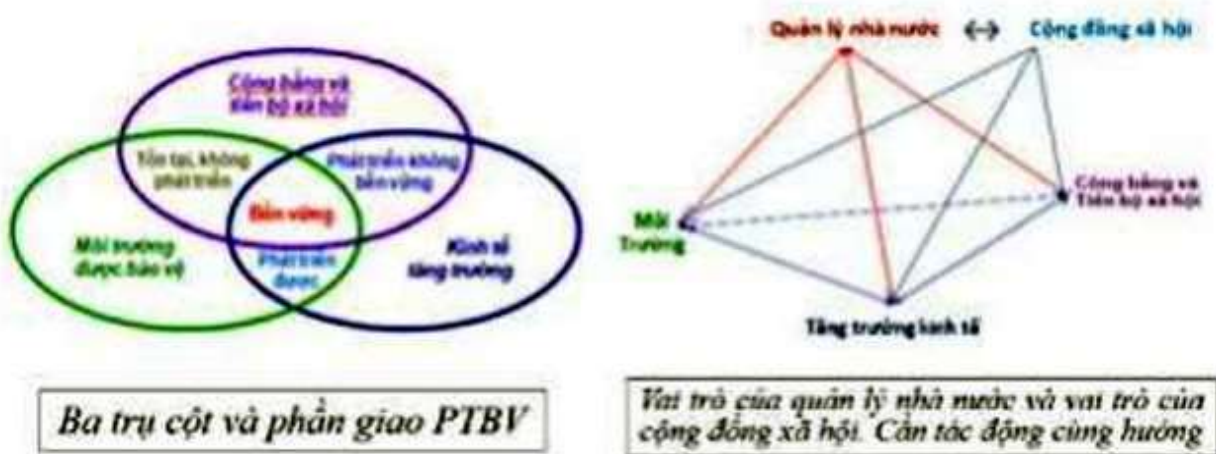 Công bằng và
tiến bộ xã hội
Tồn tại, không
phát triển
Phát triển không
bền vững
Bền vững
Môi trường
được bảo vệ
Phát triển
được
Kinh tế
tăng trưởng
Ba trụ cột và phần giao PTBV
Quản lý nhà nước <--> Cộng đồng xã hội
Công bằng và
Tiến bộ xã hội
Môi
Trường
Tăng trưởng kinh tế
Vai trò của quản lý nhà nước và vai trò của
cộng đồng xã hội. Cần tác động cùng hướng